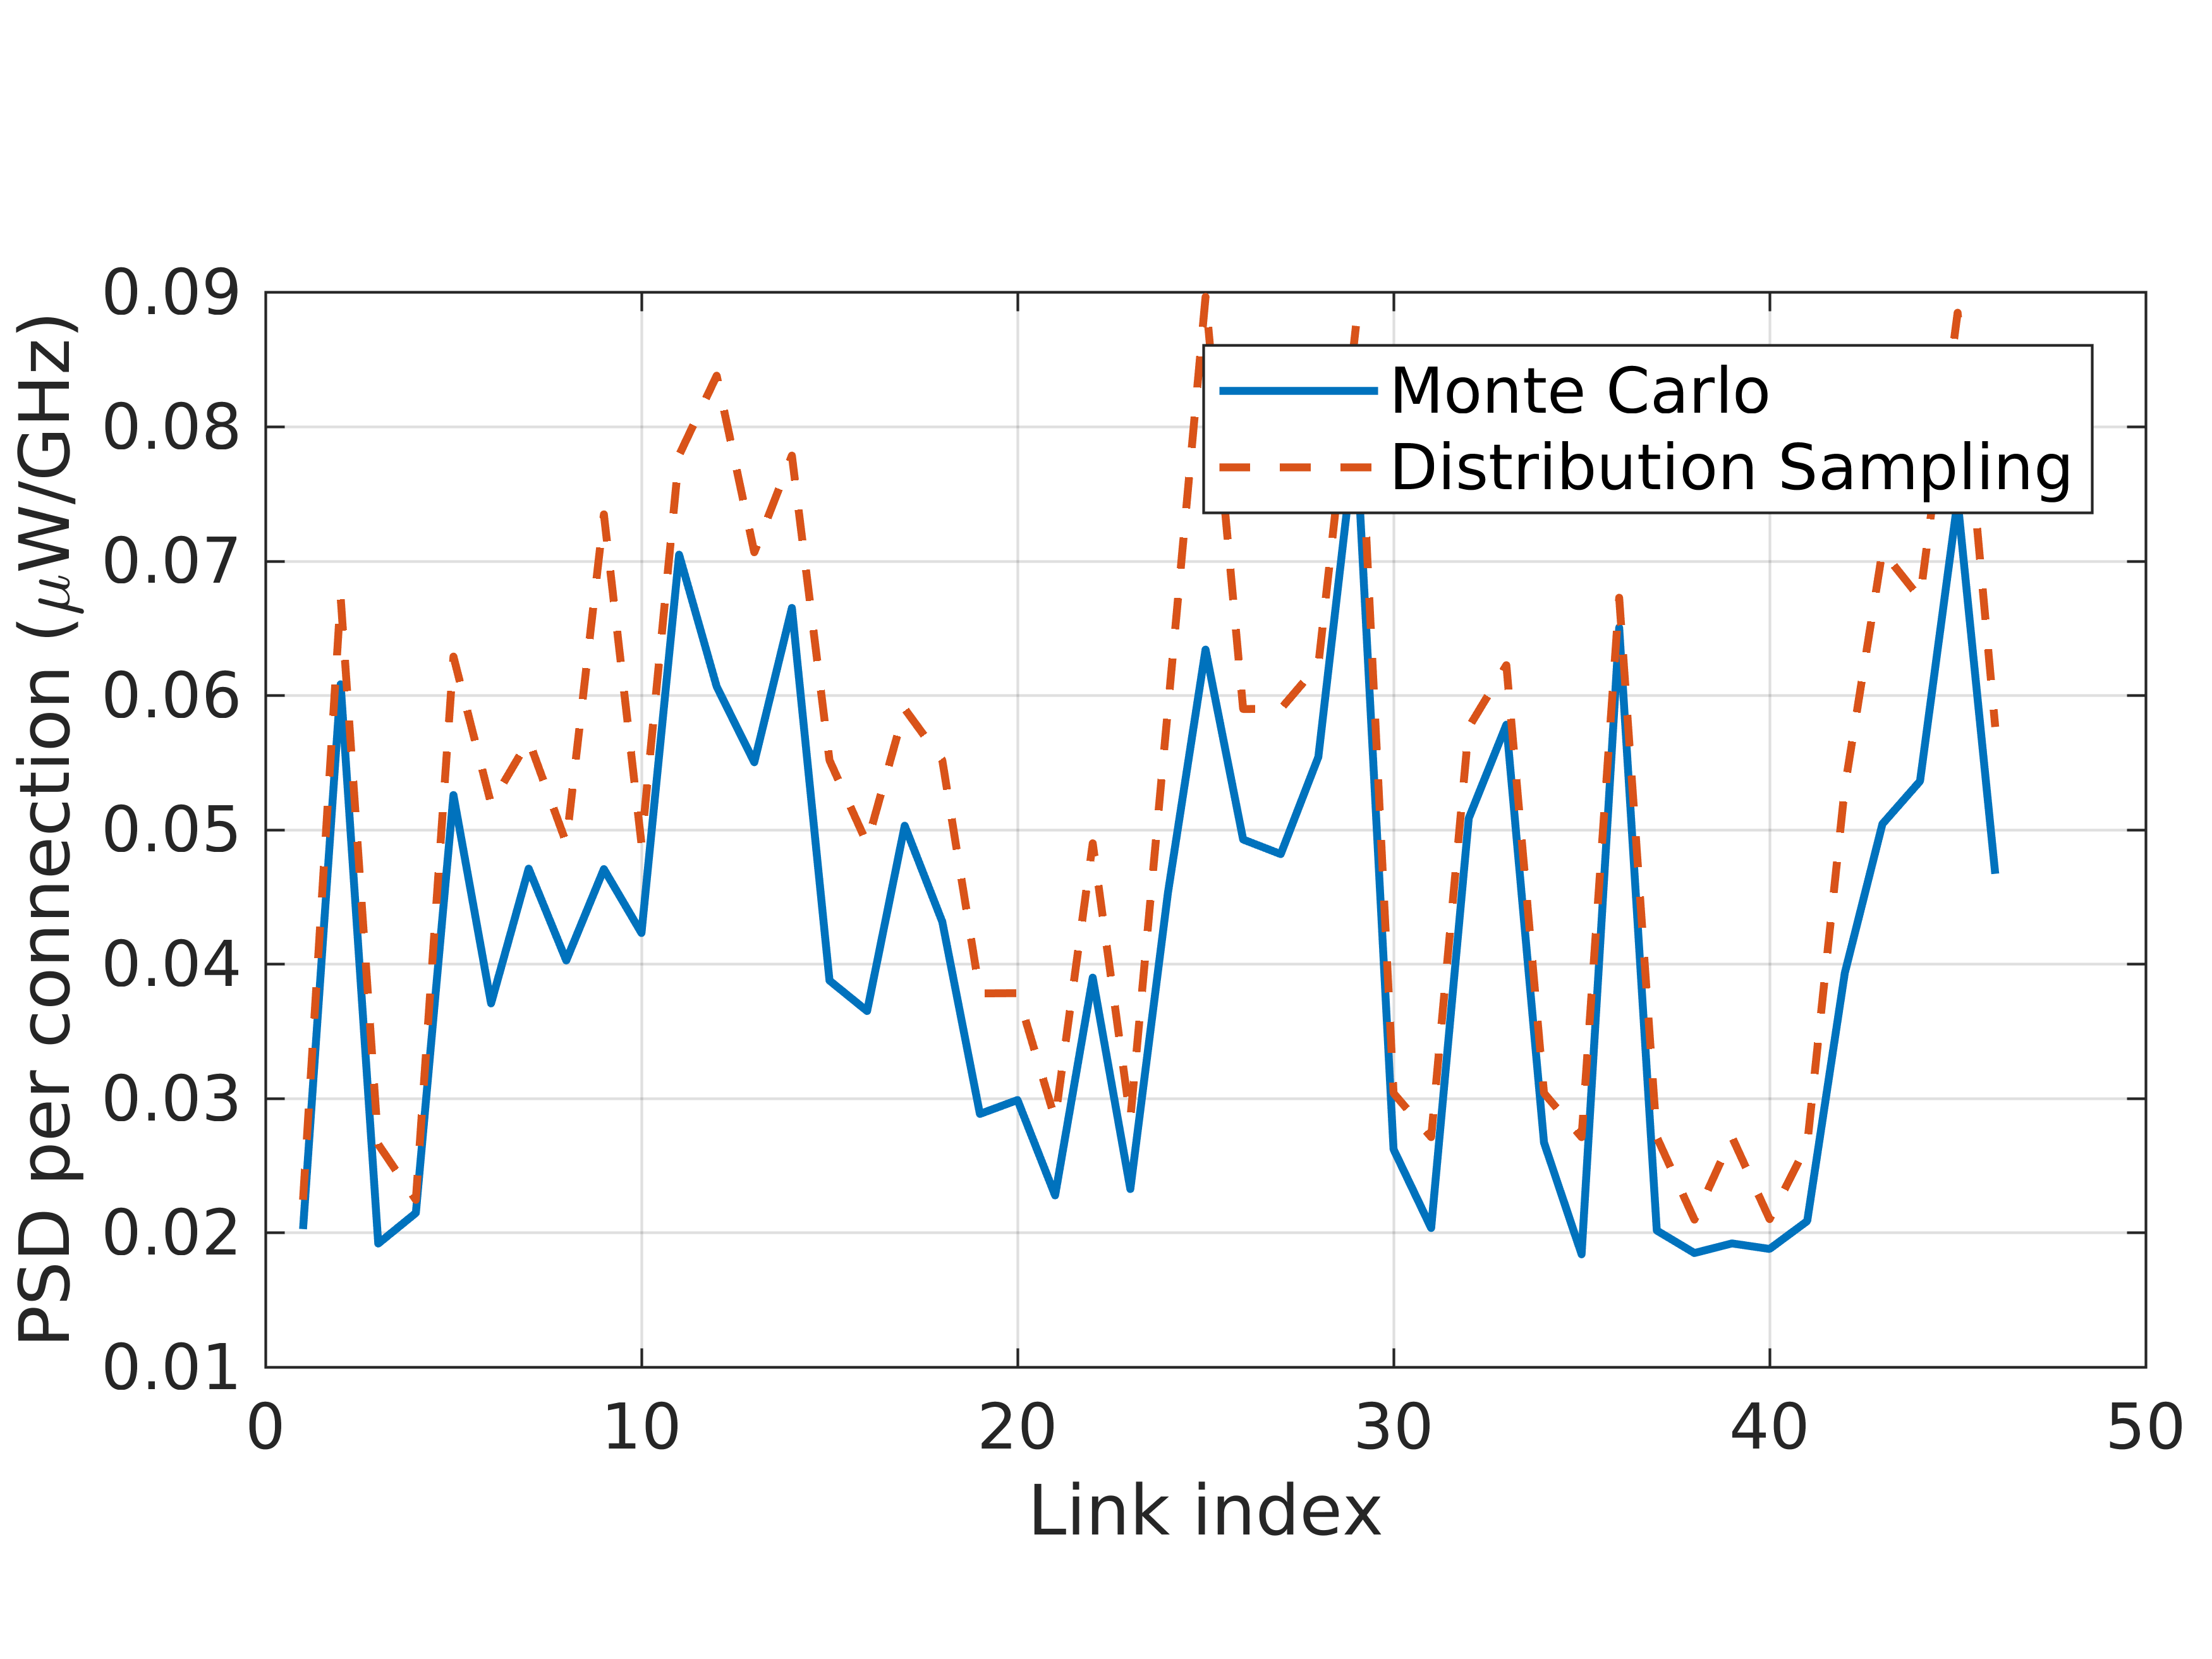 PSD per connection (μW/GHz)
0.09
0.08
0.07
0.06
0.05
0.04
0.03
0.02
0.01
Monte Carlo
Distribution Sampling
0 10 20 30 40 50
Link index